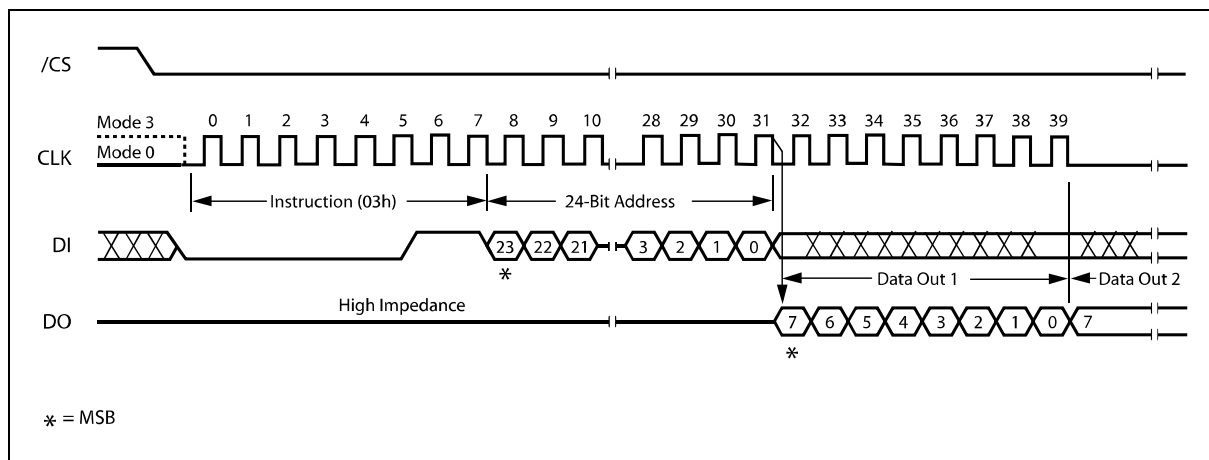 /CS
Mode 3
0 1 2 3 4 5 6 7 8 9 10 28 29 30 31 32 33 34 35 36 37 38 39
CLK
Mode 0
Instruction (03h) 24-Bit Address
DI
23 22 21 3 2 1 0
*
Data Out 1 Data Out 2
High Impedance
DO
7 6 5 4 3 2 1 0 7
*
* = MSB